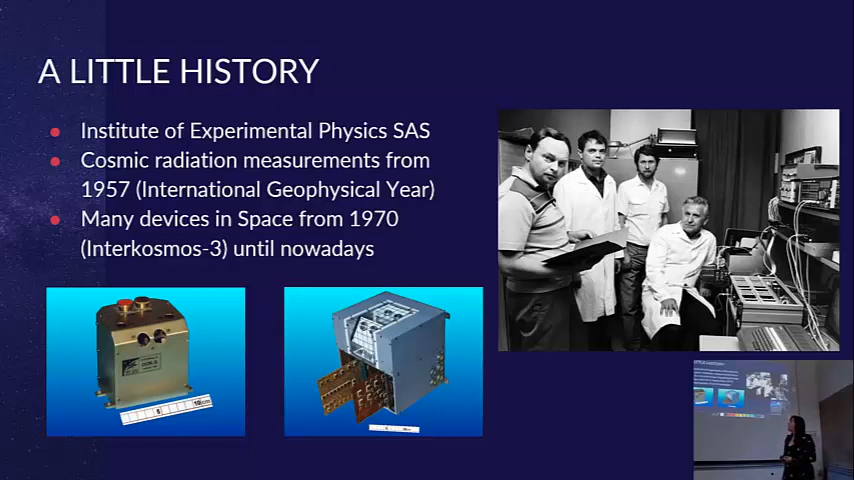 A LITTLE HISTORY
Institute of Experimental Physics SAS
Cosmic radiation measurements from
1957 (International Geophysical Year)
Many devices in Space from 1970
(Interkosmos-3) until nowadays